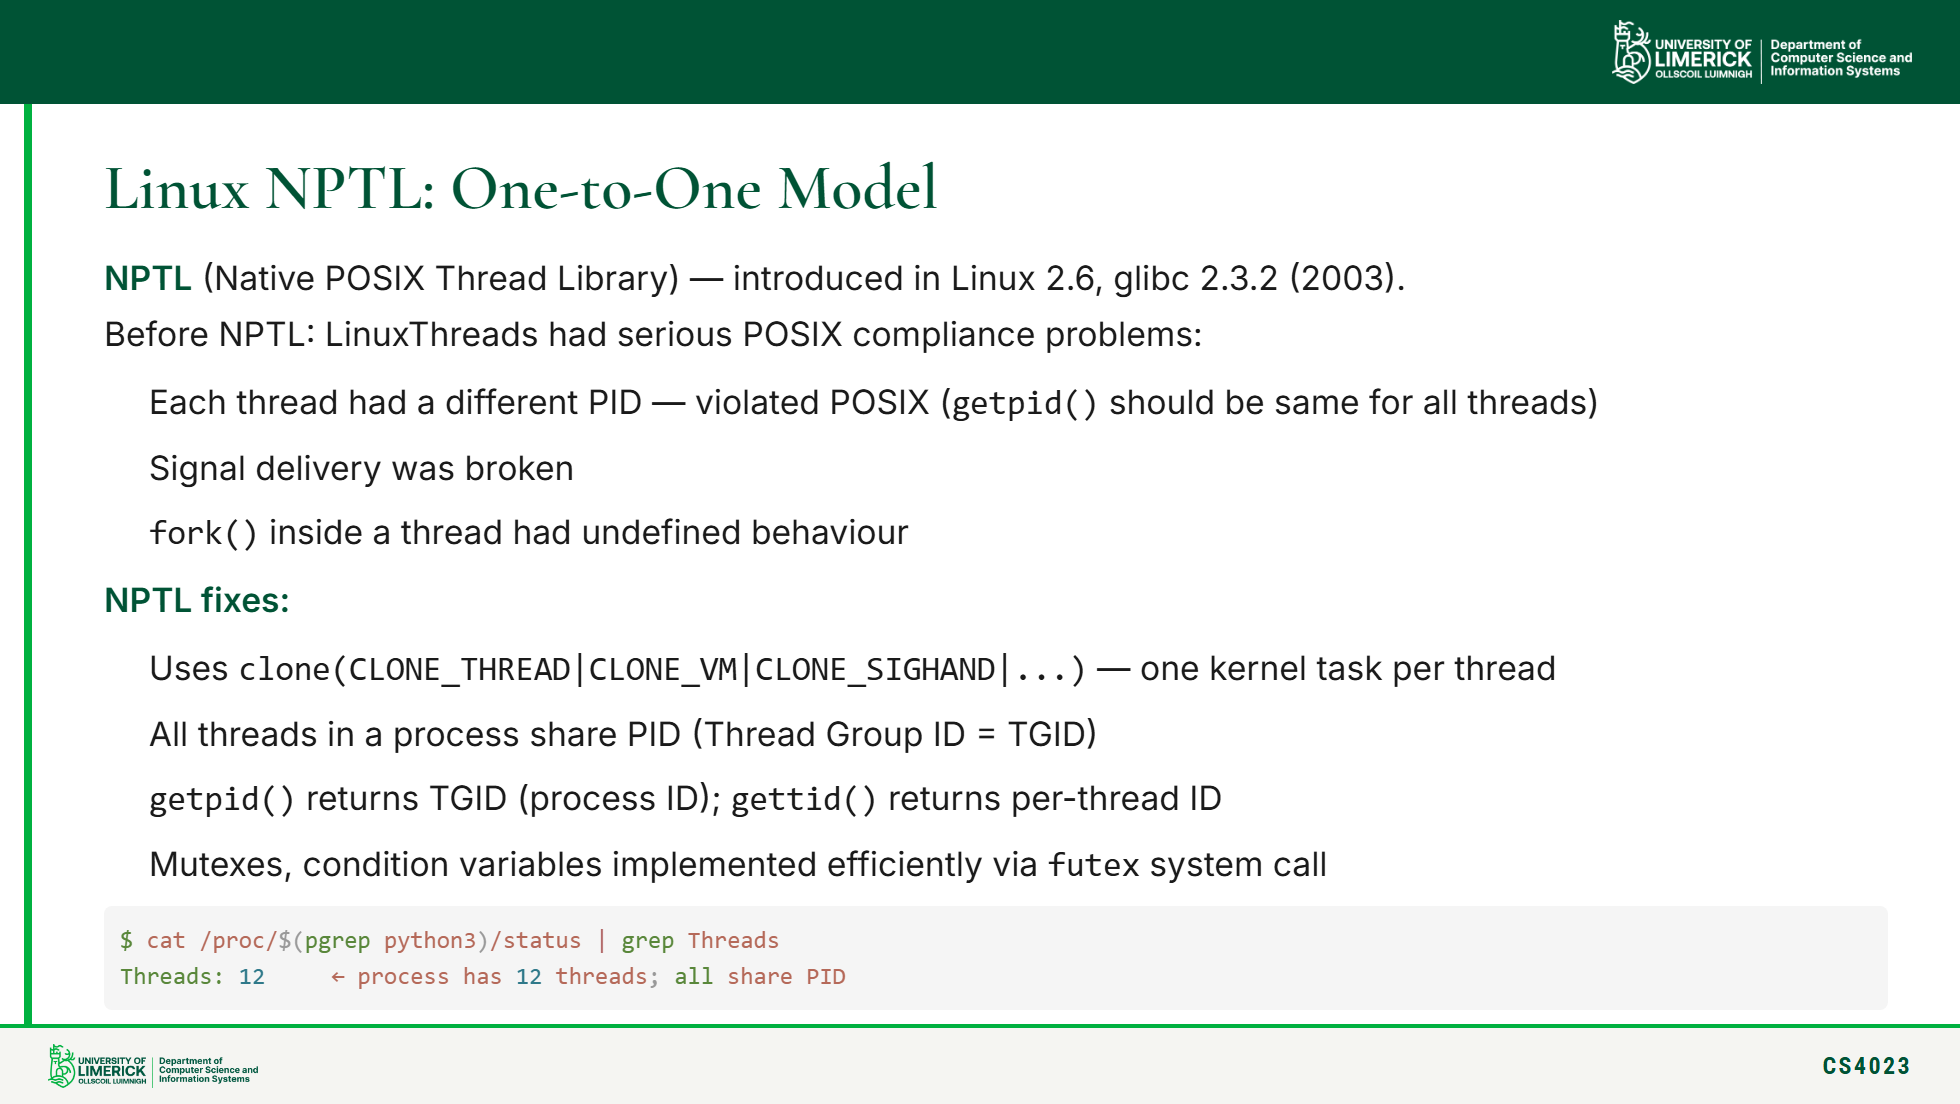 UNIVERSITY OF
LIMERICK
OLLSCOIL LUIMNIGH
Department of
Computer Science and
Information Systems
Linux NPTL: One-to-One Model
NPTL (Native POSIX Thread Library) — introduced in Linux 2.6, glibc 2.3.2 (2003).
Before NPTL: LinuxThreads had serious POSIX compliance problems:
Each thread had a different PID — violated POSIX (getpid() should be same for all threads)
Signal delivery was broken
fork() inside a thread had undefined behaviour
NPTL fixes:
Uses clone(CLONE_THREAD|CLONE_VM|CLONE_SIGHAND|...) — one kernel task per thread
All threads in a process share PID (Thread Group ID = TGID)
getpid() returns TGID (process ID); gettid() returns per-thread ID
Mutexes, condition variables implemented efficiently via futex system call
$ cat /proc/$(pgrep python3)/status | grep Threads
Threads: 12     ← process has 12 threads; all share PID
UNIVERSITY OF
LIMERICK
OLLSCOIL LUIMNIGH
Department of
Computer Science and
Information Systems
CS4023